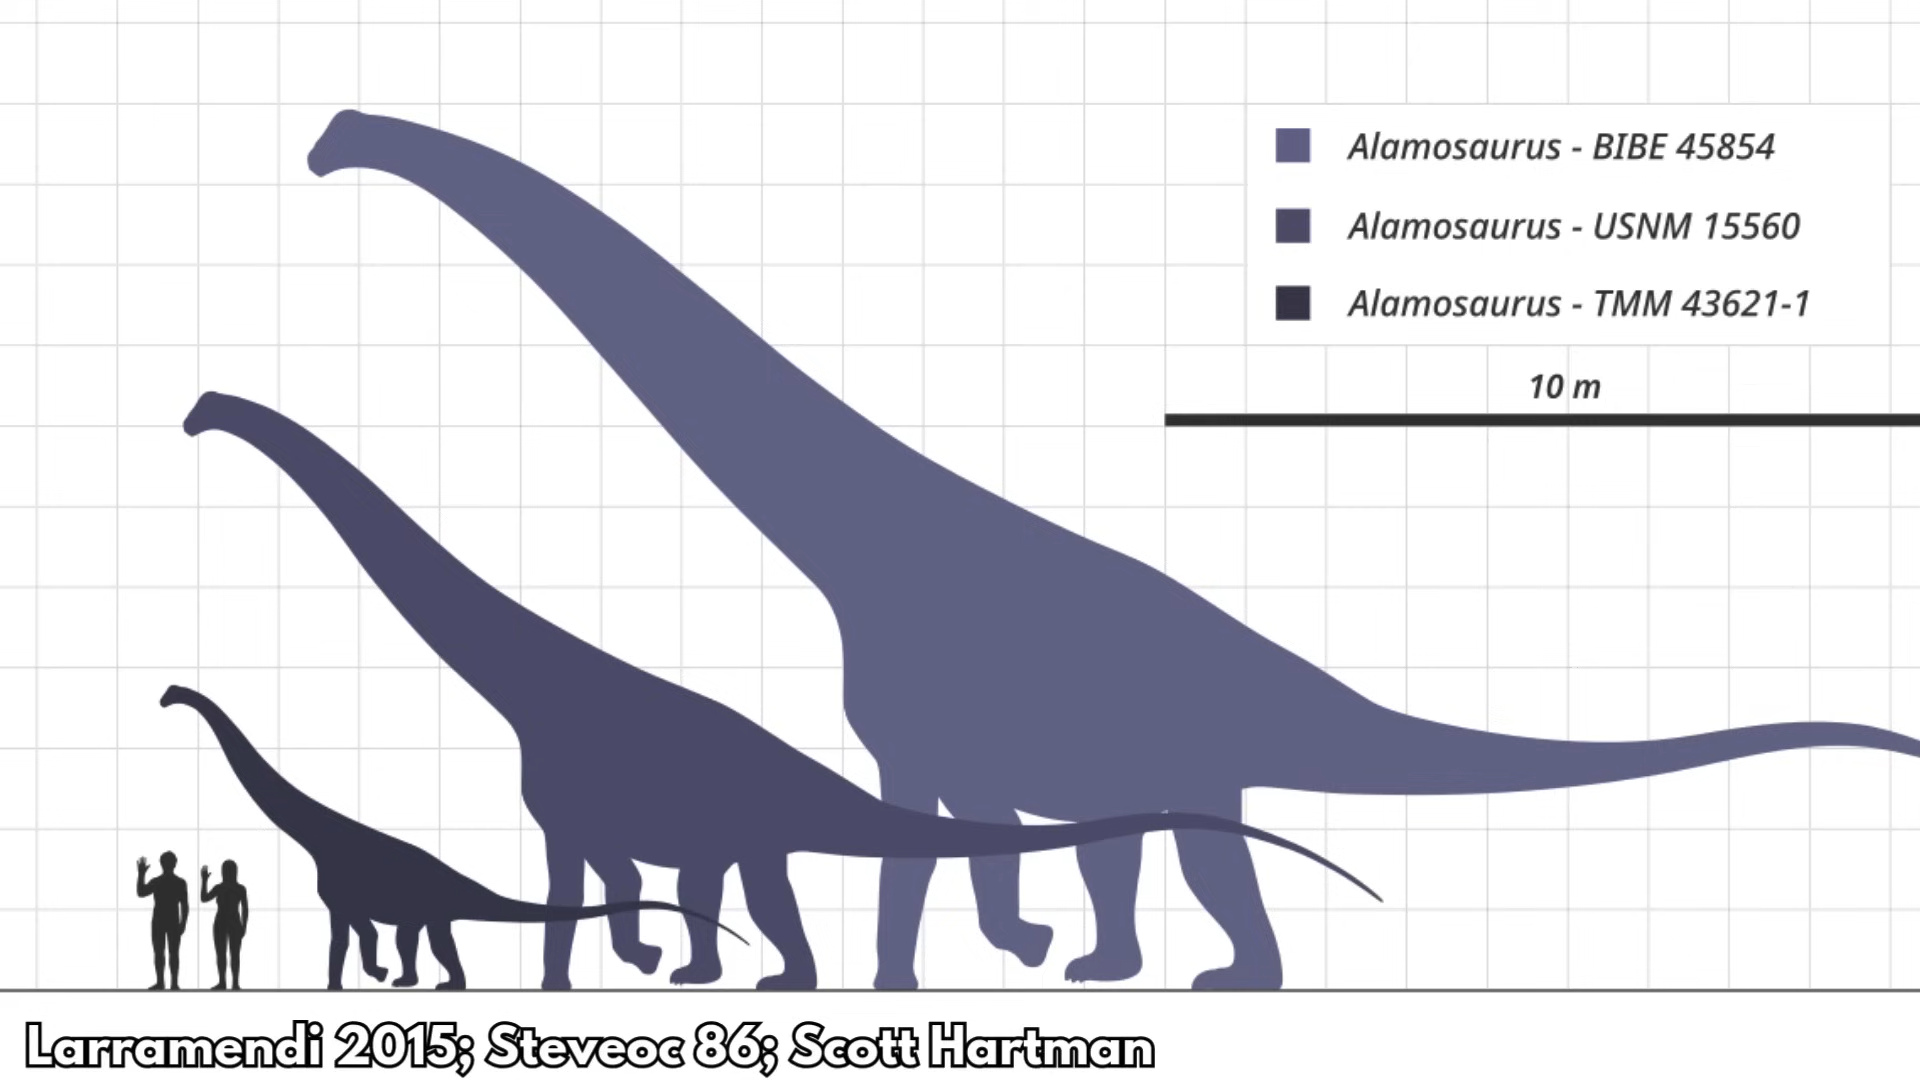 Alamosaurus - BIBE 45854
Alamosaurus - USNM 15560
Alamosaurus - TMM 43621-1
10 m
Larramendi 2015; Steveoc 86; Scott Hartman